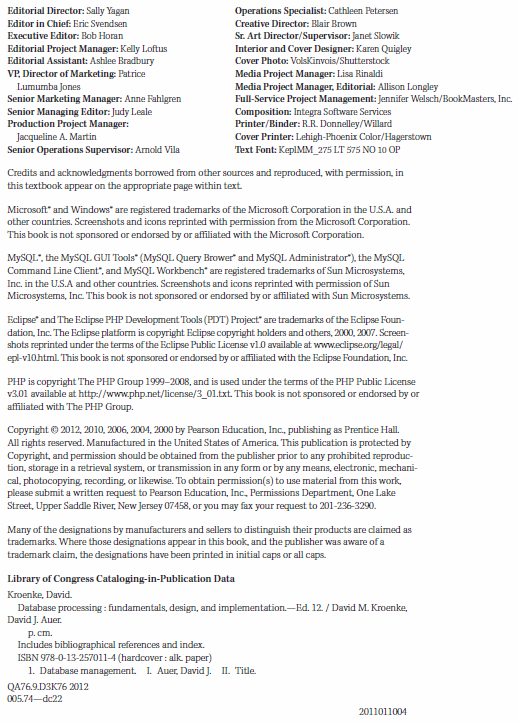 Editorial Director: Sally Yagan
Editor in Chief: Eric Svendsen
Executive Editor: Bob Horan
Editorial Project Manager: Kelly Loftus
Editorial Assistant: Ashlee Bradbury
VP, Director of Marketing: Patrice
Lumumba Jones
Senior Marketing Manager: Anne Fahlgren
Senior Managing Editor: Judy Leale
Production Project Manager:
Jacqueline A. Martin
Senior Operations Supervisor: Arnold Vila
Operations Specialist: Cathleen Petersen
Creative Director: Blair Brown
Sr. Art Director/Supervisor: Janet Slowik
Interior and Cover Designer: Karen Quigley
Cover Photo: VolsKinvois/Shutterstock
Media Project Manager: Lisa Rinaldi
Media Project Manager, Editorial: Allison Longley
Full-Service Project Management: Jennifer Welsch/BookMasters, Inc.
Composition: Integra Software Services
Printer/Binder: R.R. Donnelley/Willard
Cover Printer: Lehigh-Phoenix Color/Hagerstown
Text Font: KeplMM_275 LT 575 NO 10 OP
Credits and acknowledgments borrowed from other sources and reproduced, with permission, in
this textbook appear on the appropriate page within text.
Microsoft® and Windows® are registered trademarks of the Microsoft Corporation in the U.S.A. and
other countries. Screenshots and icons reprinted with permission from the Microsoft Corporation.
This book is not sponsored or endorsed by or affiliated with the Microsoft Corporation.
MySQL®, the MySQL GUI Tools® (MySQL Query Brower® and MySQL Administrator®), the MySQL
Command Line Client®, and MySQL Workbench® are registered trademarks of Sun Microsystems,
Inc. in the U.S.A and other countries. Screenshots and icons reprinted with permission of Sun
Microsystems, Inc. This book is not sponsored or endorsed by or affiliated with Sun Microsystems.
Eclipse® and The Eclipse PHP Development Tools (PDT) Project® are trademarks of the Eclipse Foun-
dation, Inc. The Eclipse platform is copyright Eclipse copyright holders and others, 2000, 2007. Screen-
shots reprinted under the terms of the Eclipse Public License v1.0 available at www.eclipse.org/legal/
epl-v10.html. This book is not sponsored or endorsed by or affiliated with the Eclipse Foundation, Inc.
PHP is copyright The PHP Group 1999–2008, and is used under the terms of the PHP Public License
v3.01 available at http://www.php.net/license/3_01.txt. This book is not sponsored or endorsed by or
affiliated with The PHP Group.
Copyright © 2012, 2010, 2006, 2004, 2000 by Pearson Education, Inc., publishing as Prentice Hall.
All rights reserved. Manufactured in the United States of America. This publication is protected by
Copyright, and permission should be obtained from the publisher prior to any prohibited reproduc-
tion, storage in a retrieval system, or transmission in any form or by any means, electronic, mechani-
cal, photocopying, recording, or likewise. To obtain permission(s) to use material from this work,
please submit a written request to Pearson Education, Inc., Permissions Department, One Lake
Street, Upper Saddle River, New Jersey 07458, or you may fax your request to 201-236-3290.
Many of the designations by manufacturers and sellers to distinguish their products are claimed as
trademarks. Where those designations appear in this book, and the publisher was aware of a
trademark claim, the designations have been printed in initial caps or all caps.
Library of Congress Cataloging-in-Publication Data
Kroenke, David.
Database processing : fundamentals, design, and implementation.—Ed. 12. / David M. Kroenke,
David J. Auer.
p. cm.
Includes bibliographical references and index.
ISBN 978-0-13-257011-4 (hardcover : alk. paper)
1. Database management. I. Auer, David J. II. Title.
QA76.9.D3K76 2012
005.74—dc22
2011011004